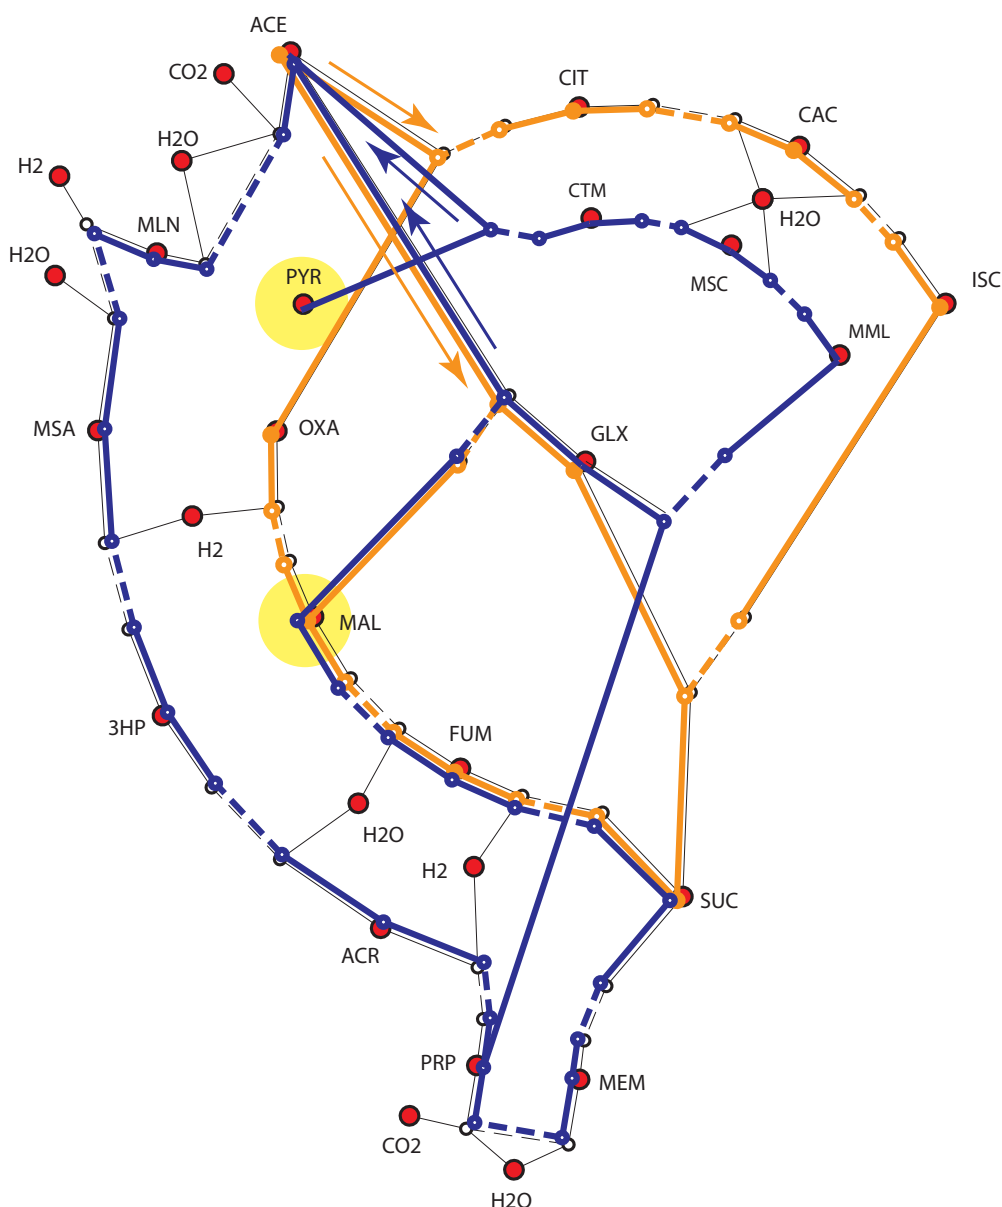 ACE
CO2
CIT
CAC
H2O
H2
CTM
H2O
MLN
H2O
MSC
PYR
ISC
MML
MSA
OXA
GLX
H2
MAL
3HP
FUM
H2O
H2
SUC
ACR
PRP
MEM
CO2
H2O